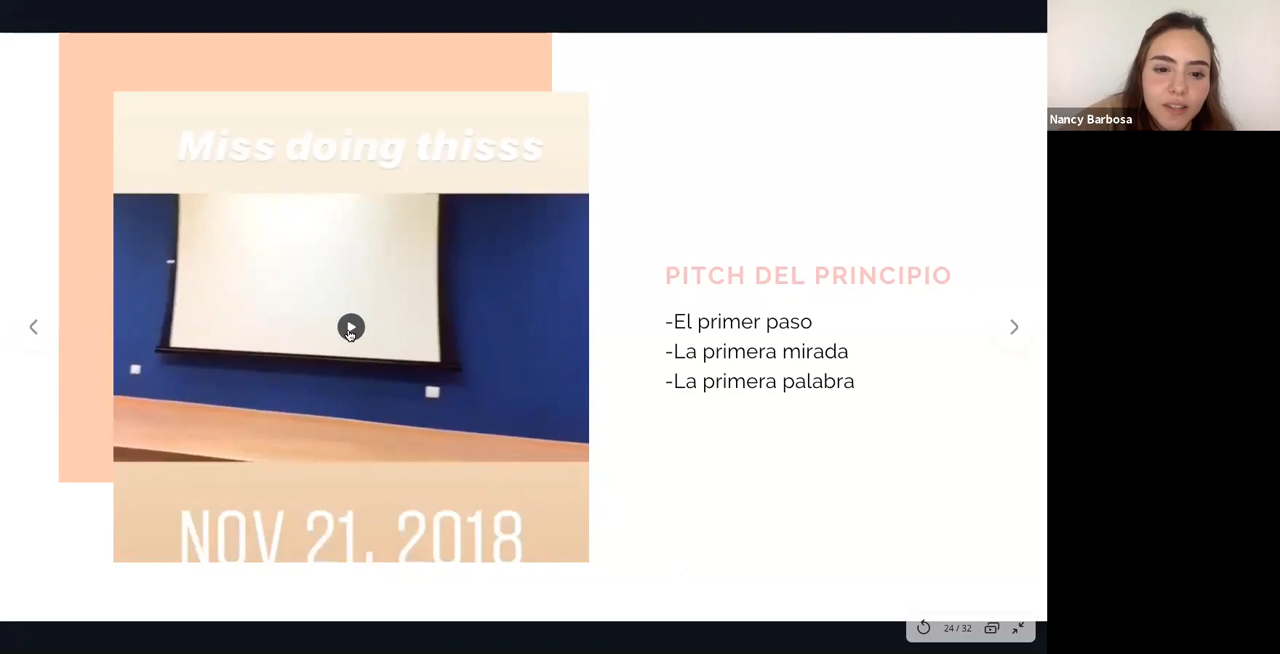 Miss doing thisss
NOV 21, 2018
PITCH DEL PRINCIPIO
-El primer paso
-La primera mirada
-La primera palabra
Nancy Barbosa
24 / 32